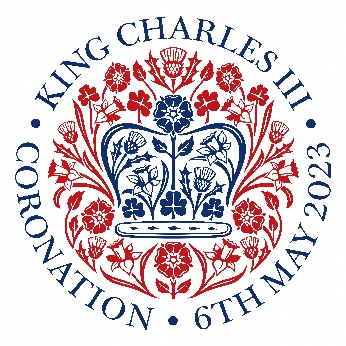 • KING CHARLES III •
CORONATION • 6TH MAY 2023